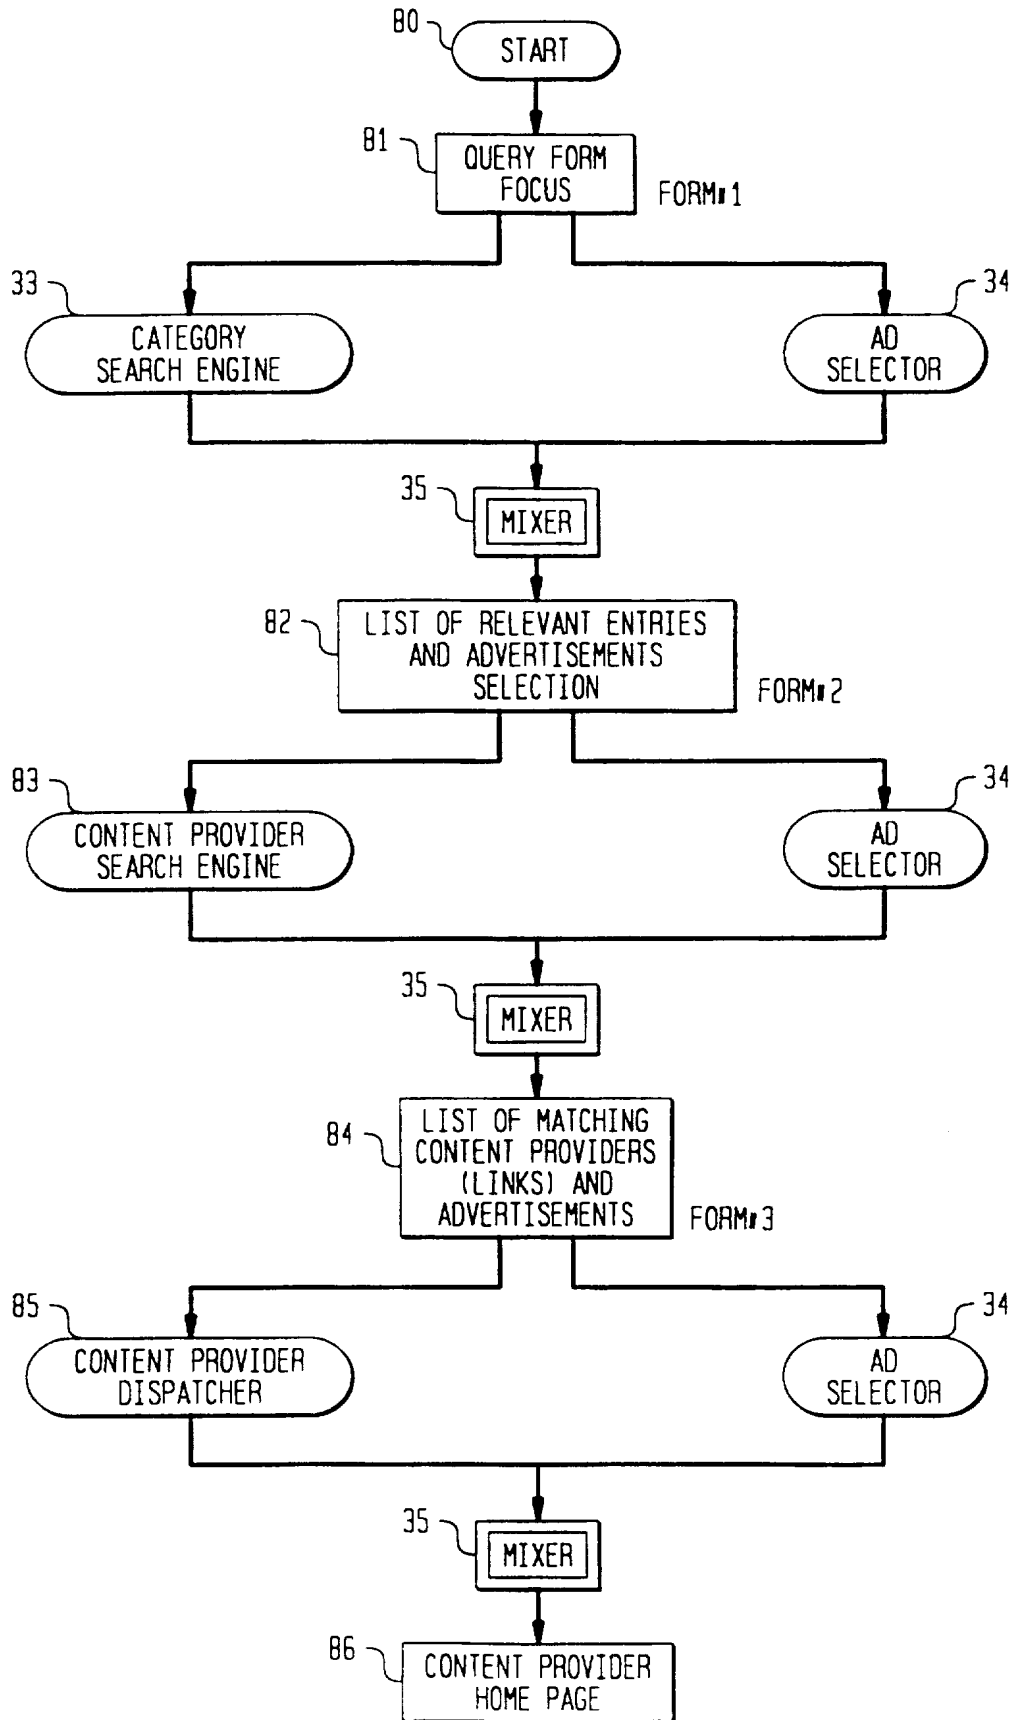 80
START
81
QUERY FORM
FOCUS
FORM#1
33
34
CATEGORY
SEARCH ENGINE
AD
SELECTOR
35
MIXER
82
LIST OF RELEVANT ENTRIES
AND ADVERTISEMENTS
SELECTION
FORM#2
83
34
CONTENT PROVIDER
SEARCH ENGINE
AD
SELECTOR
35
MIXER
84
LIST OF MATCHING
CONTENT PROVIDERS
(LINKS) AND
ADVERTISEMENTS
FORM#3
85
34
CONTENT PROVIDER
DISPATCHER
AD
SELECTOR
35
MIXER
86
CONTENT PROVIDER
HOME PAGE